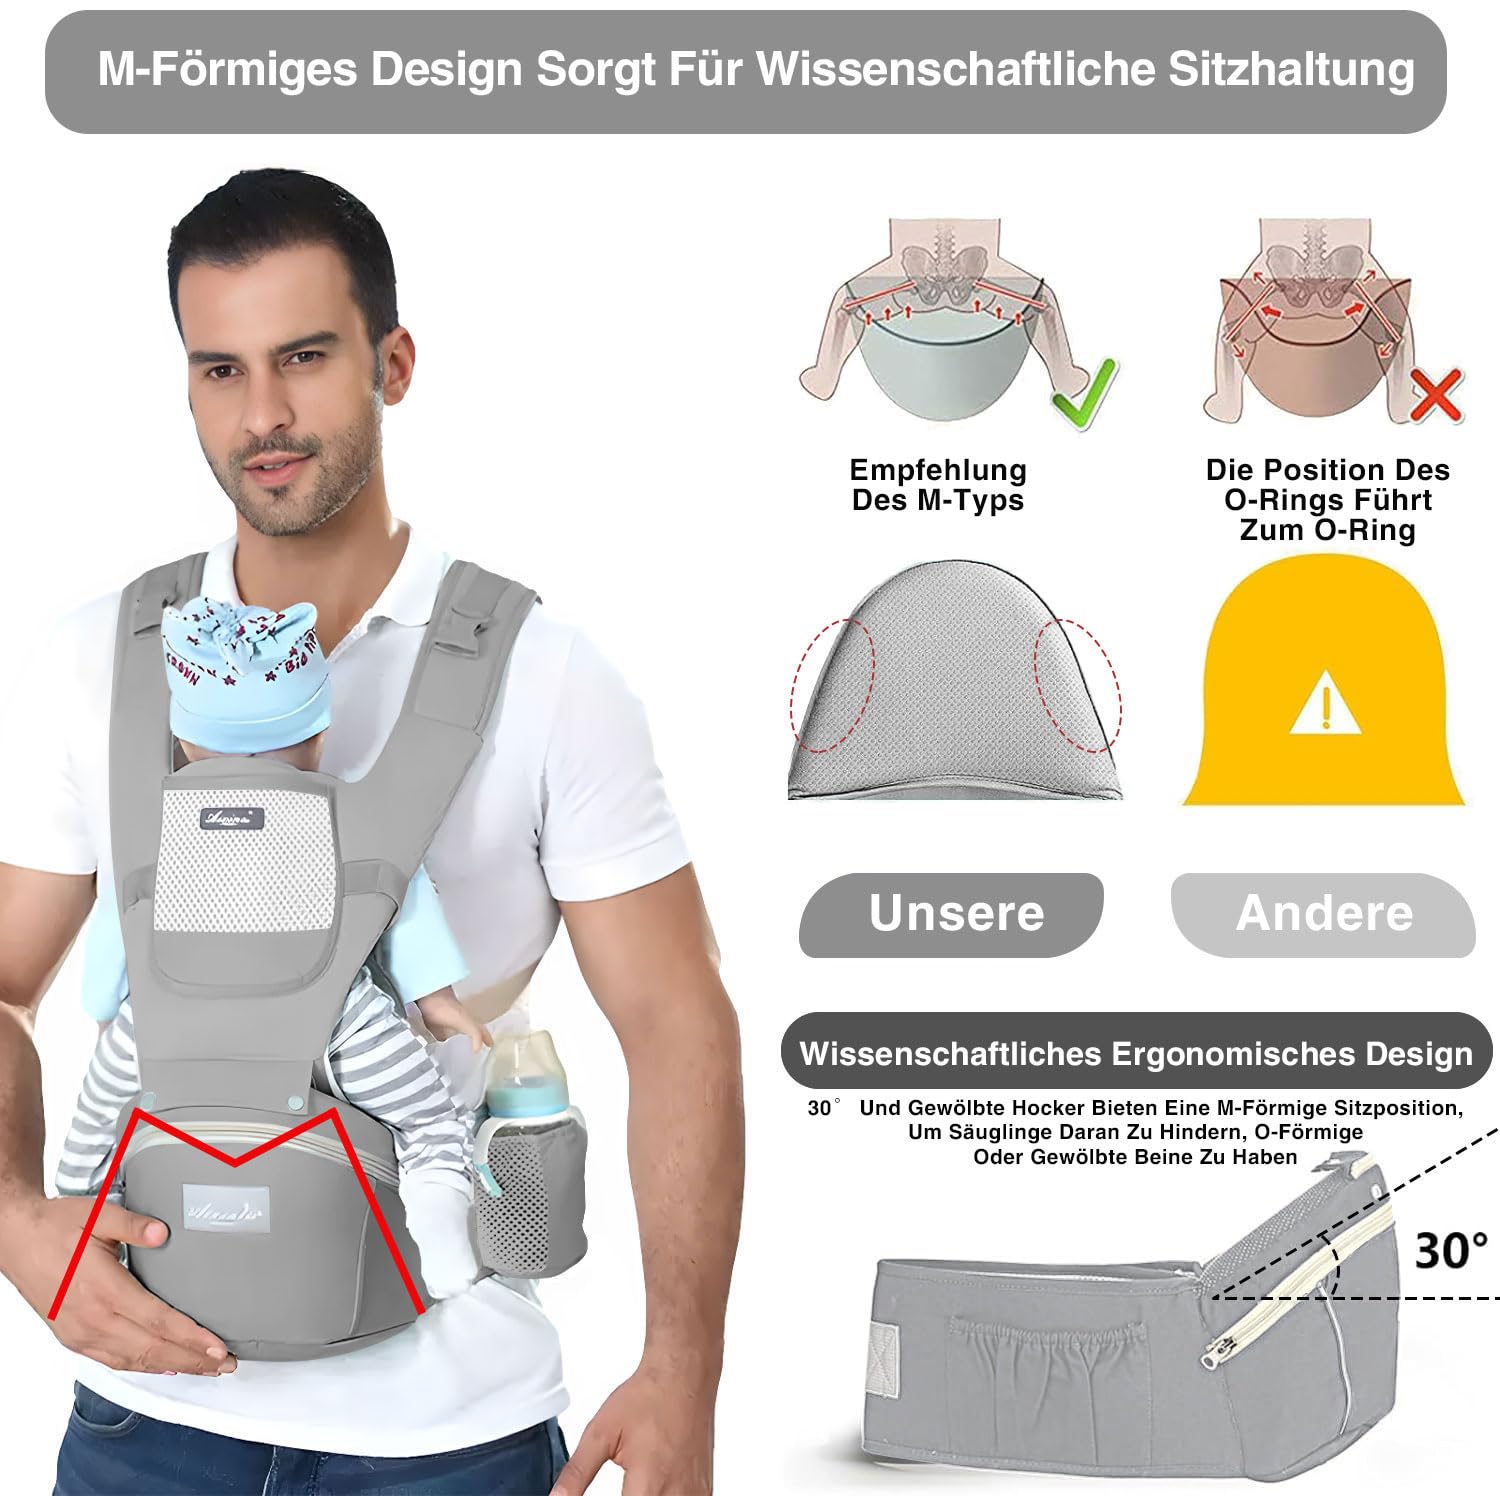 M-Förmiges Design Sorgt Für Wissenschaftliche Sitzhaltung
Empfehlung
Des M-Typs
Die Position Des
O-Rings Führt
Zum O-Ring
Unsere
Andere
Wissenschaftliches Ergonomisches Design
30° Und Gewölbte Hocker Bieten Eine M-Förmige Sitzposition,
Um Säuglinge Daran Zu Hindern, O-Förmige
Oder Gewölbte Beine Zu Haben
30°